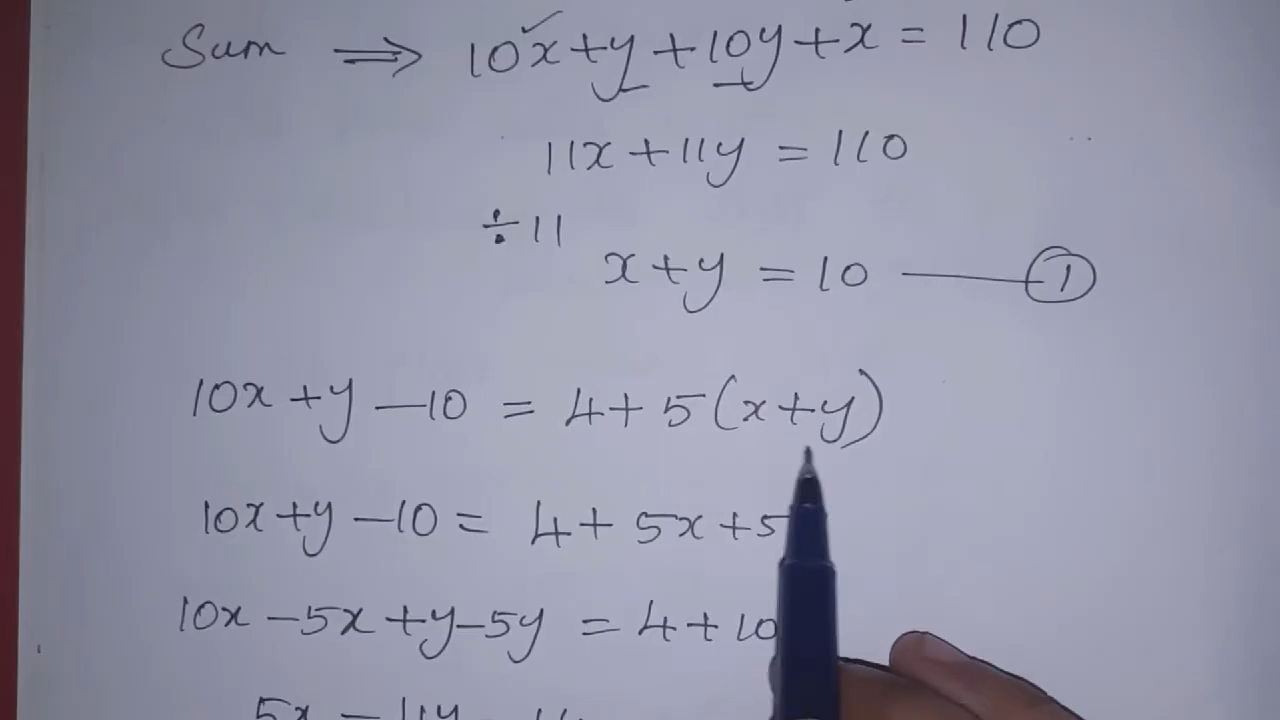 Sum ⟹ 10x+y+10y+x = 110
11x+11y = 110
÷11
x+y = 10 —— ①
10x+y-10 = 4+5(x+y)
10x+y-10 = 4+5x+5
10x-5x+y-5y = 4+10